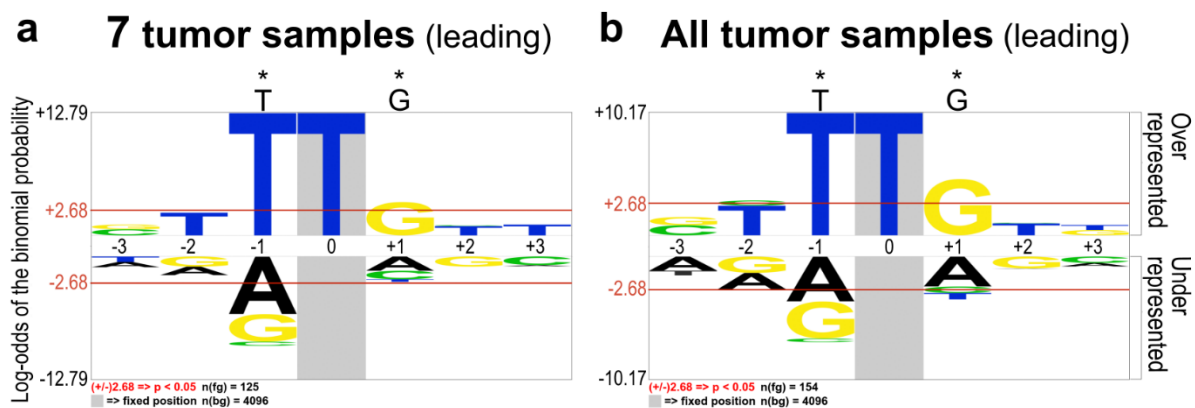 a 7 tumor samples (leading)
* *
T G
Log-odds of the binomial probability
+12.79
+2.68
-2.68
-12.79
C G T T T G T T
-3 -2 -1 0 +1 +2 +3
A T G A A G C A C T G C A
(+/-)2.68 => p < 0.05 n(fg) = 125
=> fixed position n(bg) = 4096
b All tumor samples (leading)
* *
T G
+10.17
+2.68
-2.68
-10.17
C G T C T T G T G T
-3 -2 -1 0 +1 +2 +3
A G A A G C A C T G C A
(+/-)2.68 => p < 0.05 n(fg) = 154
=> fixed position n(bg) = 4096
Over represented
Under represented